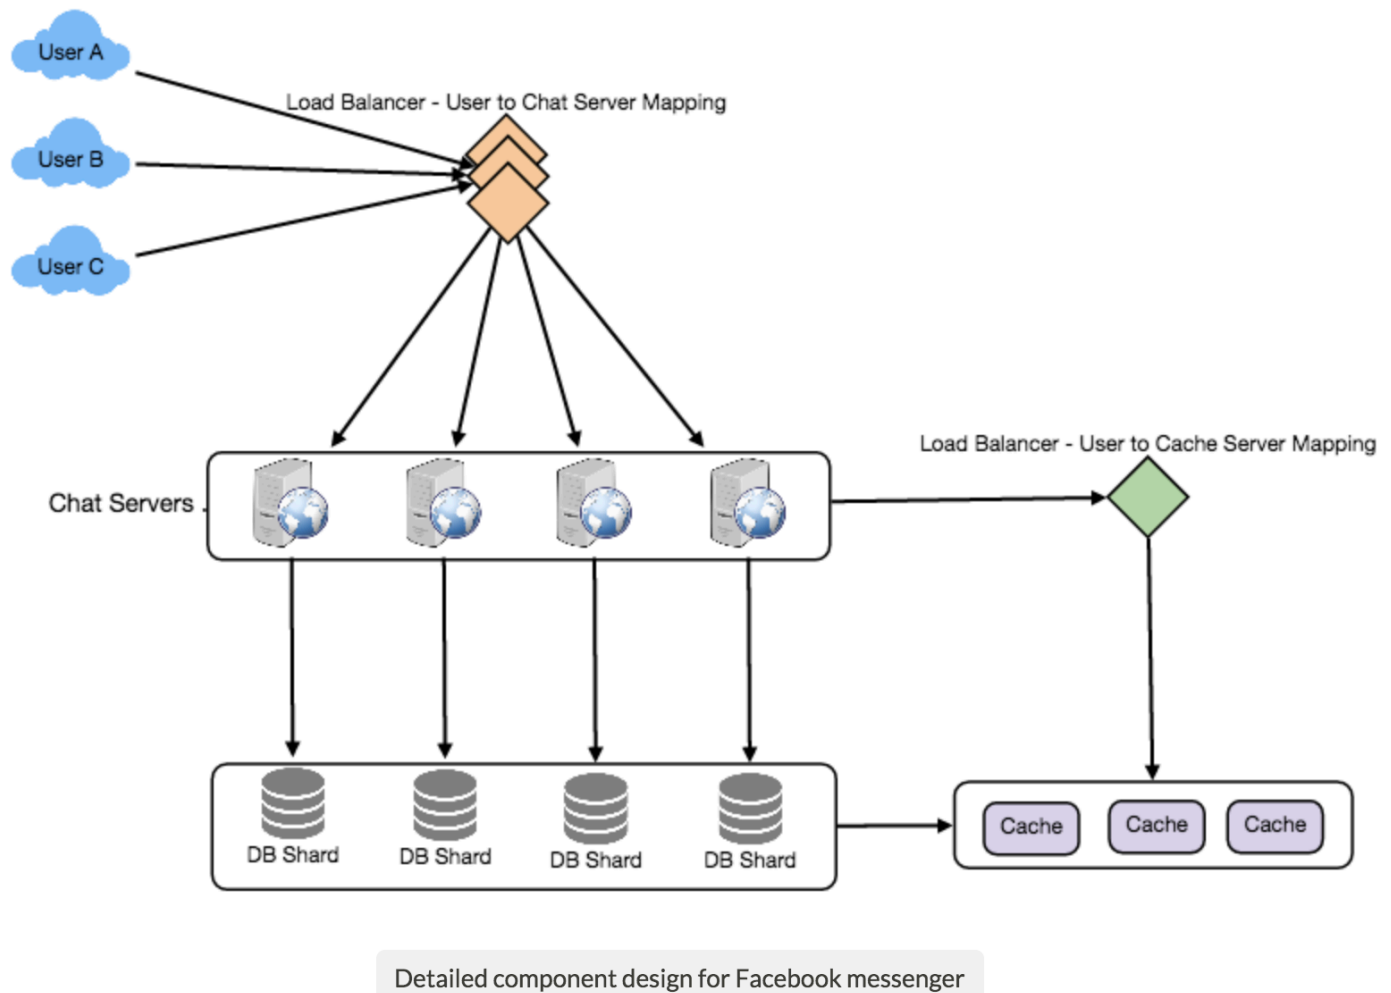 User A
Load Balancer - User to Chat Server Mapping
User B
User C
Load Balancer - User to Cache Server Mapping
Chat Servers .
Cache
Cache
Cache
DB Shard
DB Shard
DB Shard
DB Shard
Detailed component design for Facebook messenger